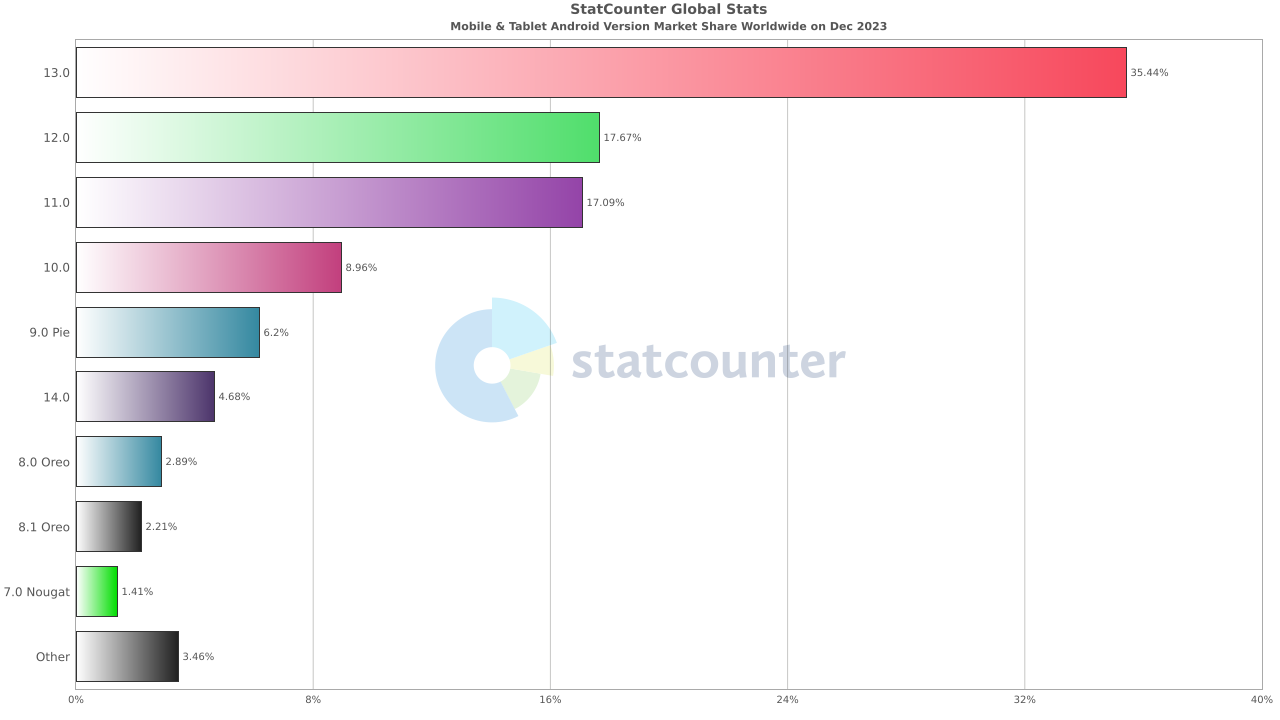 StatCounter Global Stats
Mobile & Tablet Android Version Market Share Worldwide on Dec 2023
13.0 35.44%
12.0 17.67%
11.0 17.09%
10.0 8.96%
9.0 Pie 6.2%
statcounter
14.0 4.68%
8.0 Oreo 2.89%
8.1 Oreo 2.21%
7.0 Nougat 1.41%
Other 3.46%
0% 8% 16% 24% 32% 40%